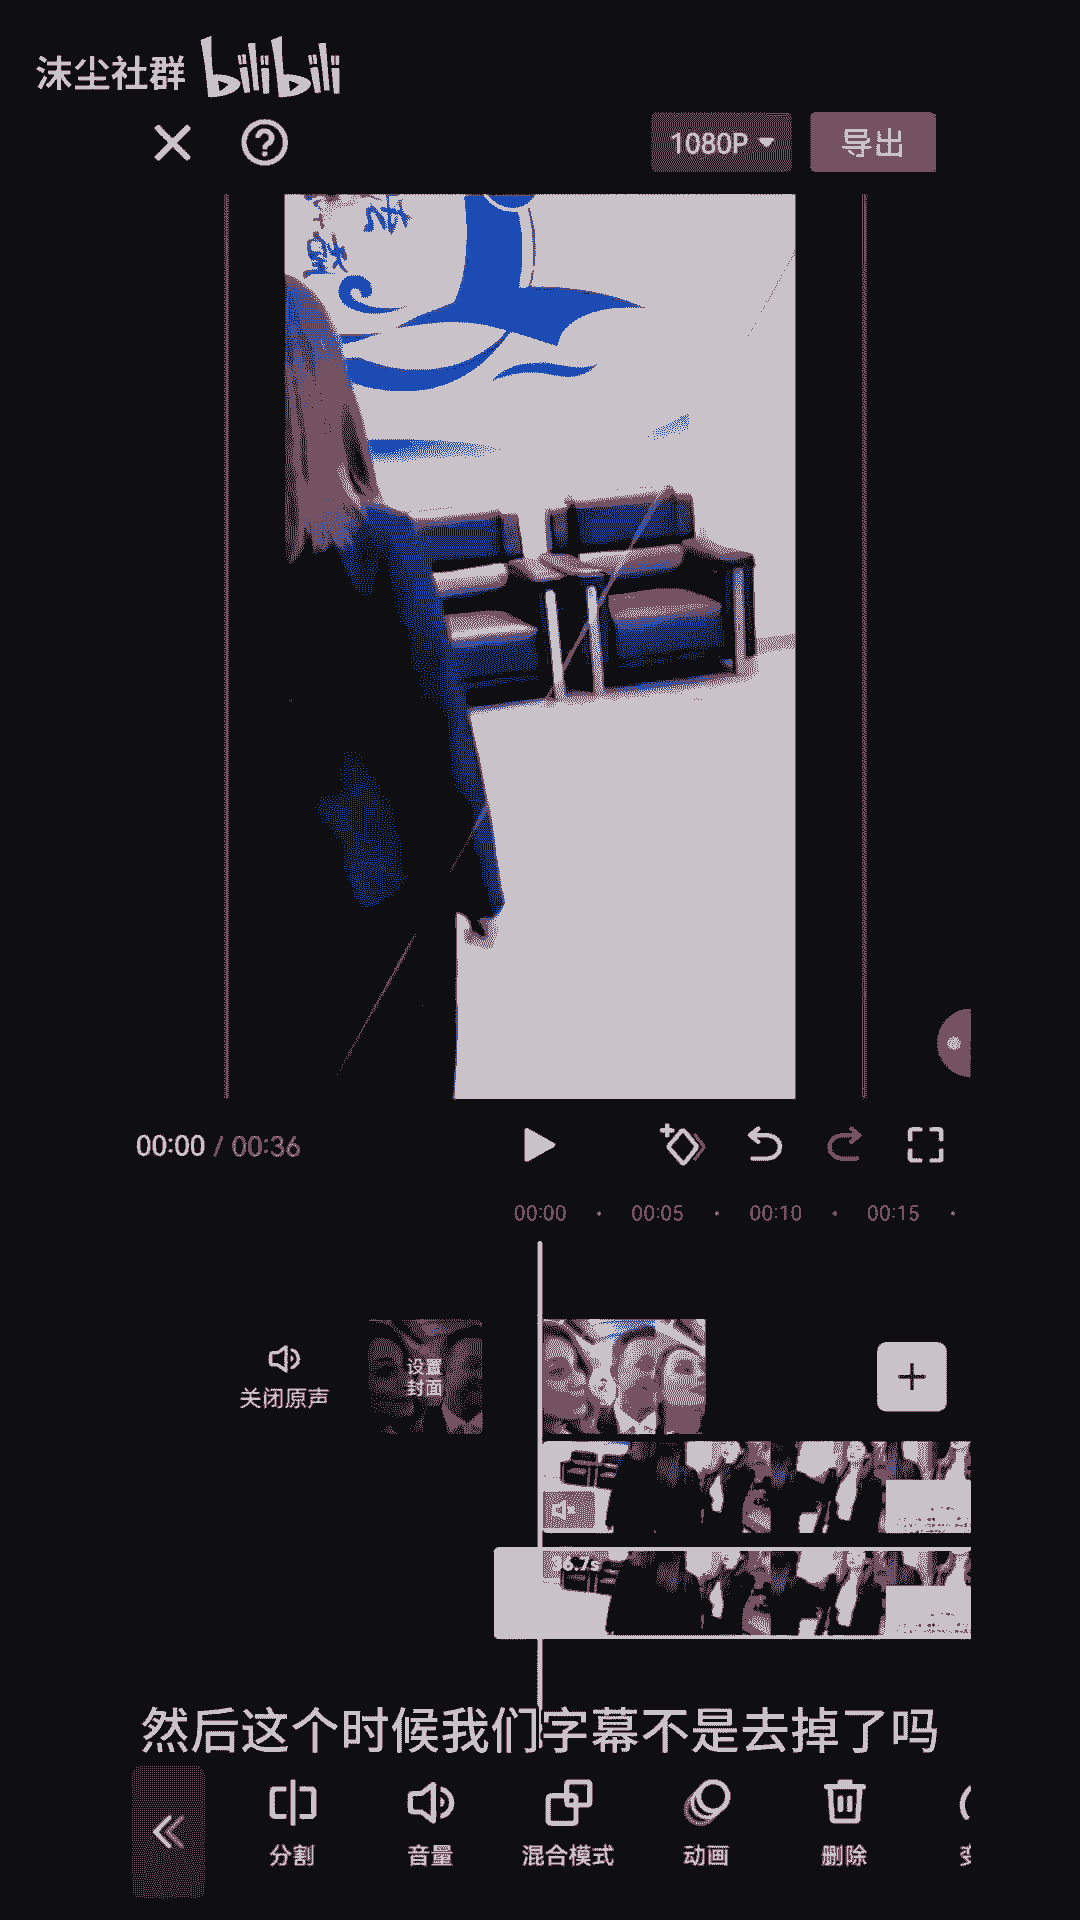 沫尘社群 bilibili
1080P 导出
00:00 / 00:36
00:00 00:05 00:10 00:15
设置
封面
关闭原声
36.7s
然后这个时候我们字幕不是去掉了吗
分割 音量 混合模式 动画 删除